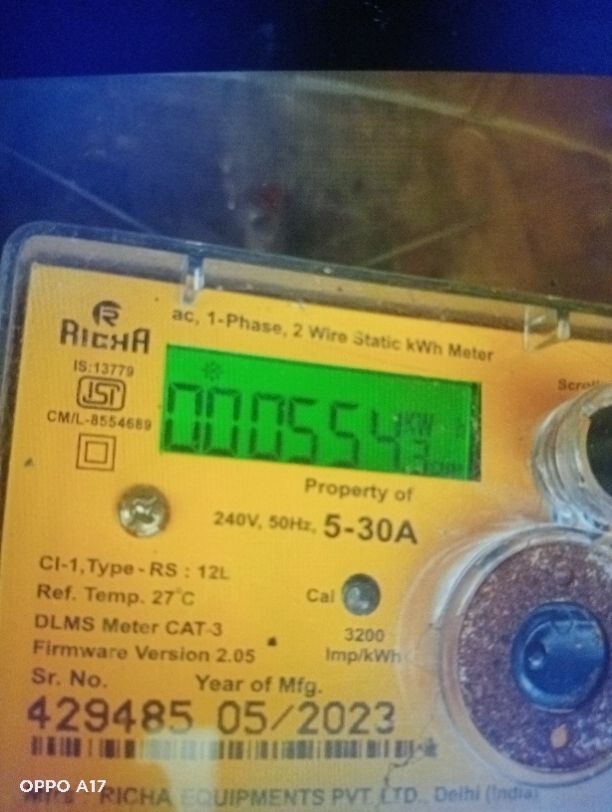 RICHA
ac, 1-Phase, 2 Wire Static kWh Meter
IS:13779
ISI
CM/L-8554689
Scroll
000554
KW
Property of
240V, 50Hz, 5-30A
Cl-1, Type - RS : 12L
Ref. Temp. 27°C
Cal
DLMS Meter CAT-3
3200
Firmware Version 2.05
Imp/kWh
Sr. No. Year of Mfg.
429485 05/2023
RICHA EQUIPMENTS PVT. LTD. Delhi (India)
OPPO A17